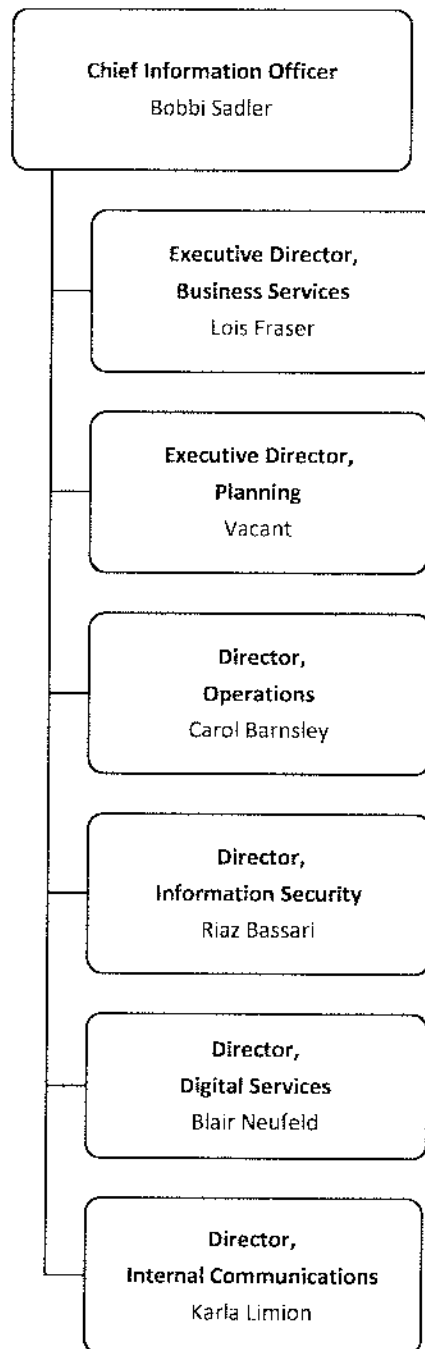 Chief Information Officer
Bobbi Sadler
Executive Director,
Business Services
Lois Fraser
Executive Director,
Planning
Vacant
Director,
Operations
Carol Barnsley
Director,
Information Security
Riaz Bassari
Director,
Digital Services
Blair Neufeld
Director,
Internal Communications
Karla Limion